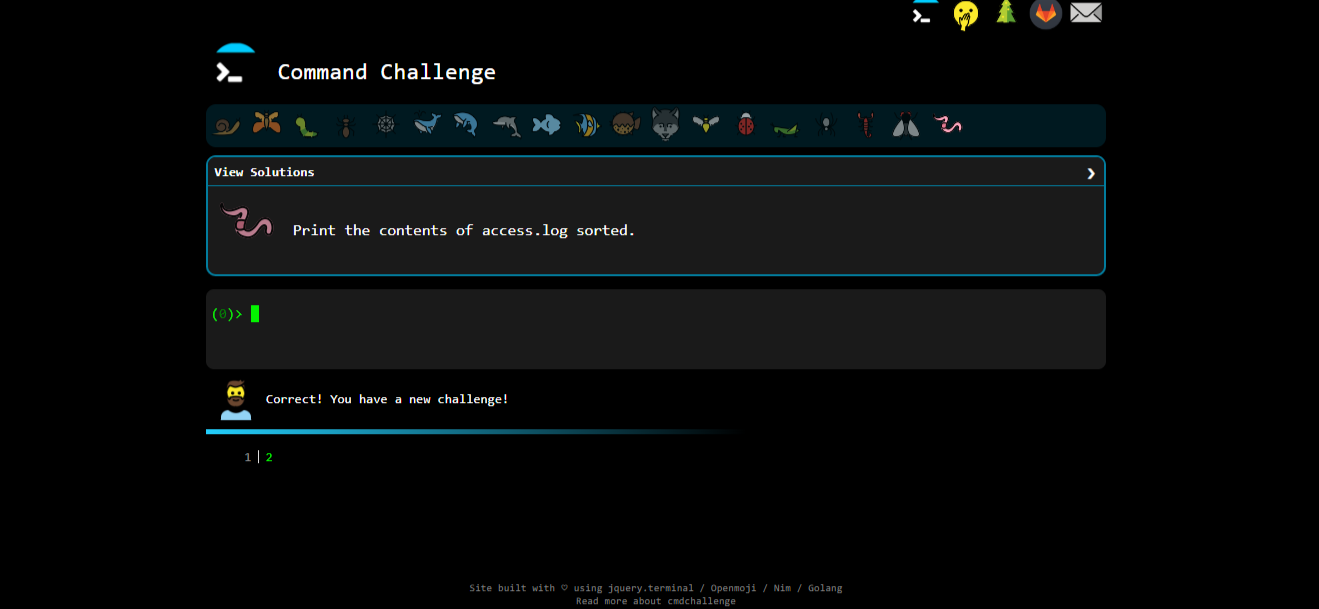 Command Challenge
View Solutions
Print the contents of access.log sorted.
(0)>
Correct! You have a new challenge!
1 | 2
Site built with ♡ using jquery.terminal / Openmoji / Nim / Golang
Read more about cmdchallenge